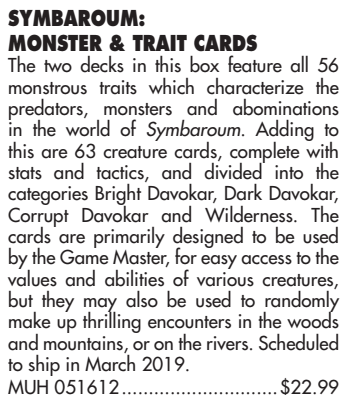 SYMBAROUM:
MONSTER & TRAIT CARDS
The two decks in this box feature all 56
monstrous traits which characterize the
predators, monsters and abominations
in the world of Symbaroum. Adding to
this are 63 creature cards, complete with
stats and tactics, and divided into the
categories Bright Davokar, Dark Davokar,
Corrupt Davokar and Wilderness. The
cards are primarily designed to be used
by the Game Master, for easy access to the
values and abilities of various creatures,
but they may also be used to randomly
make up thrilling encounters in the woods
and mountains, or on the rivers. Scheduled
to ship in March 2019.
MUH 051612............................$22.99